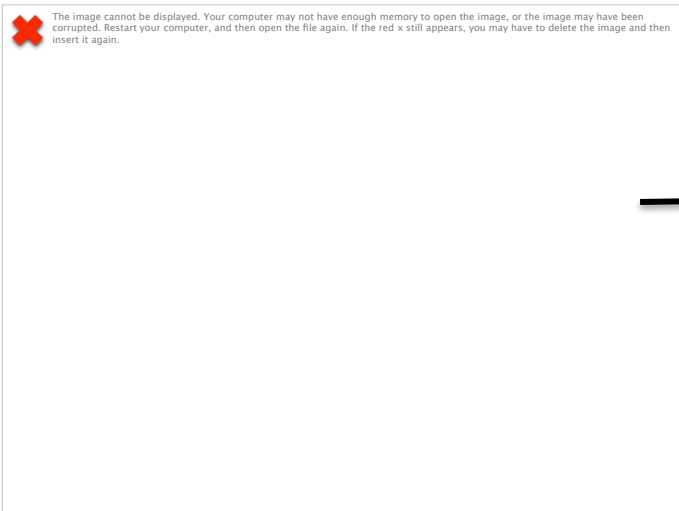 The image cannot be displayed. Your computer may not have enough memory to open the image, or the image may have been
corrupted. Restart your computer, and then open the file again. If the red x still appears, you may have to delete the image and then
insert it again.